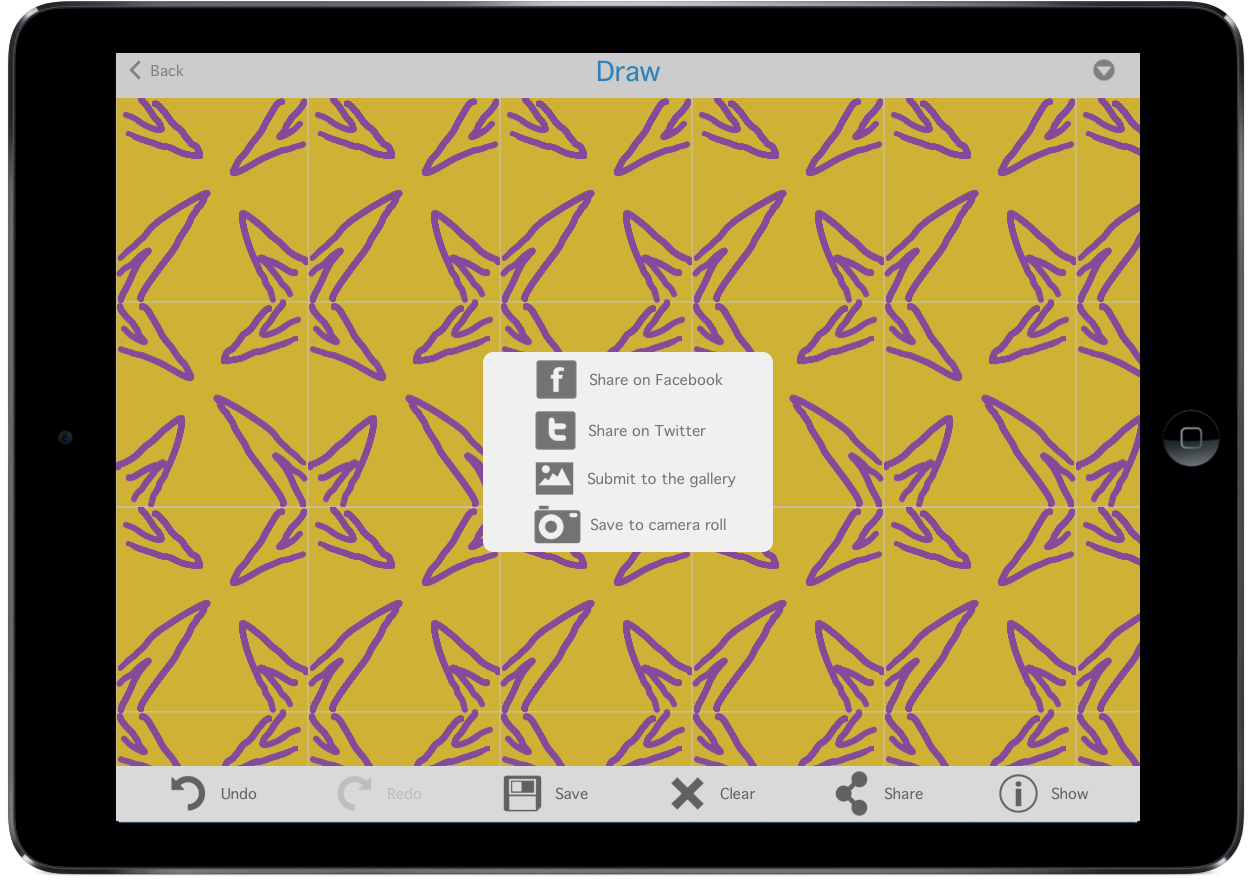 Back
Draw
Share on Facebook
Share on Twitter
Submit to the gallery
Save to camera roll
Undo
Redo
Save
Clear
Share
Show